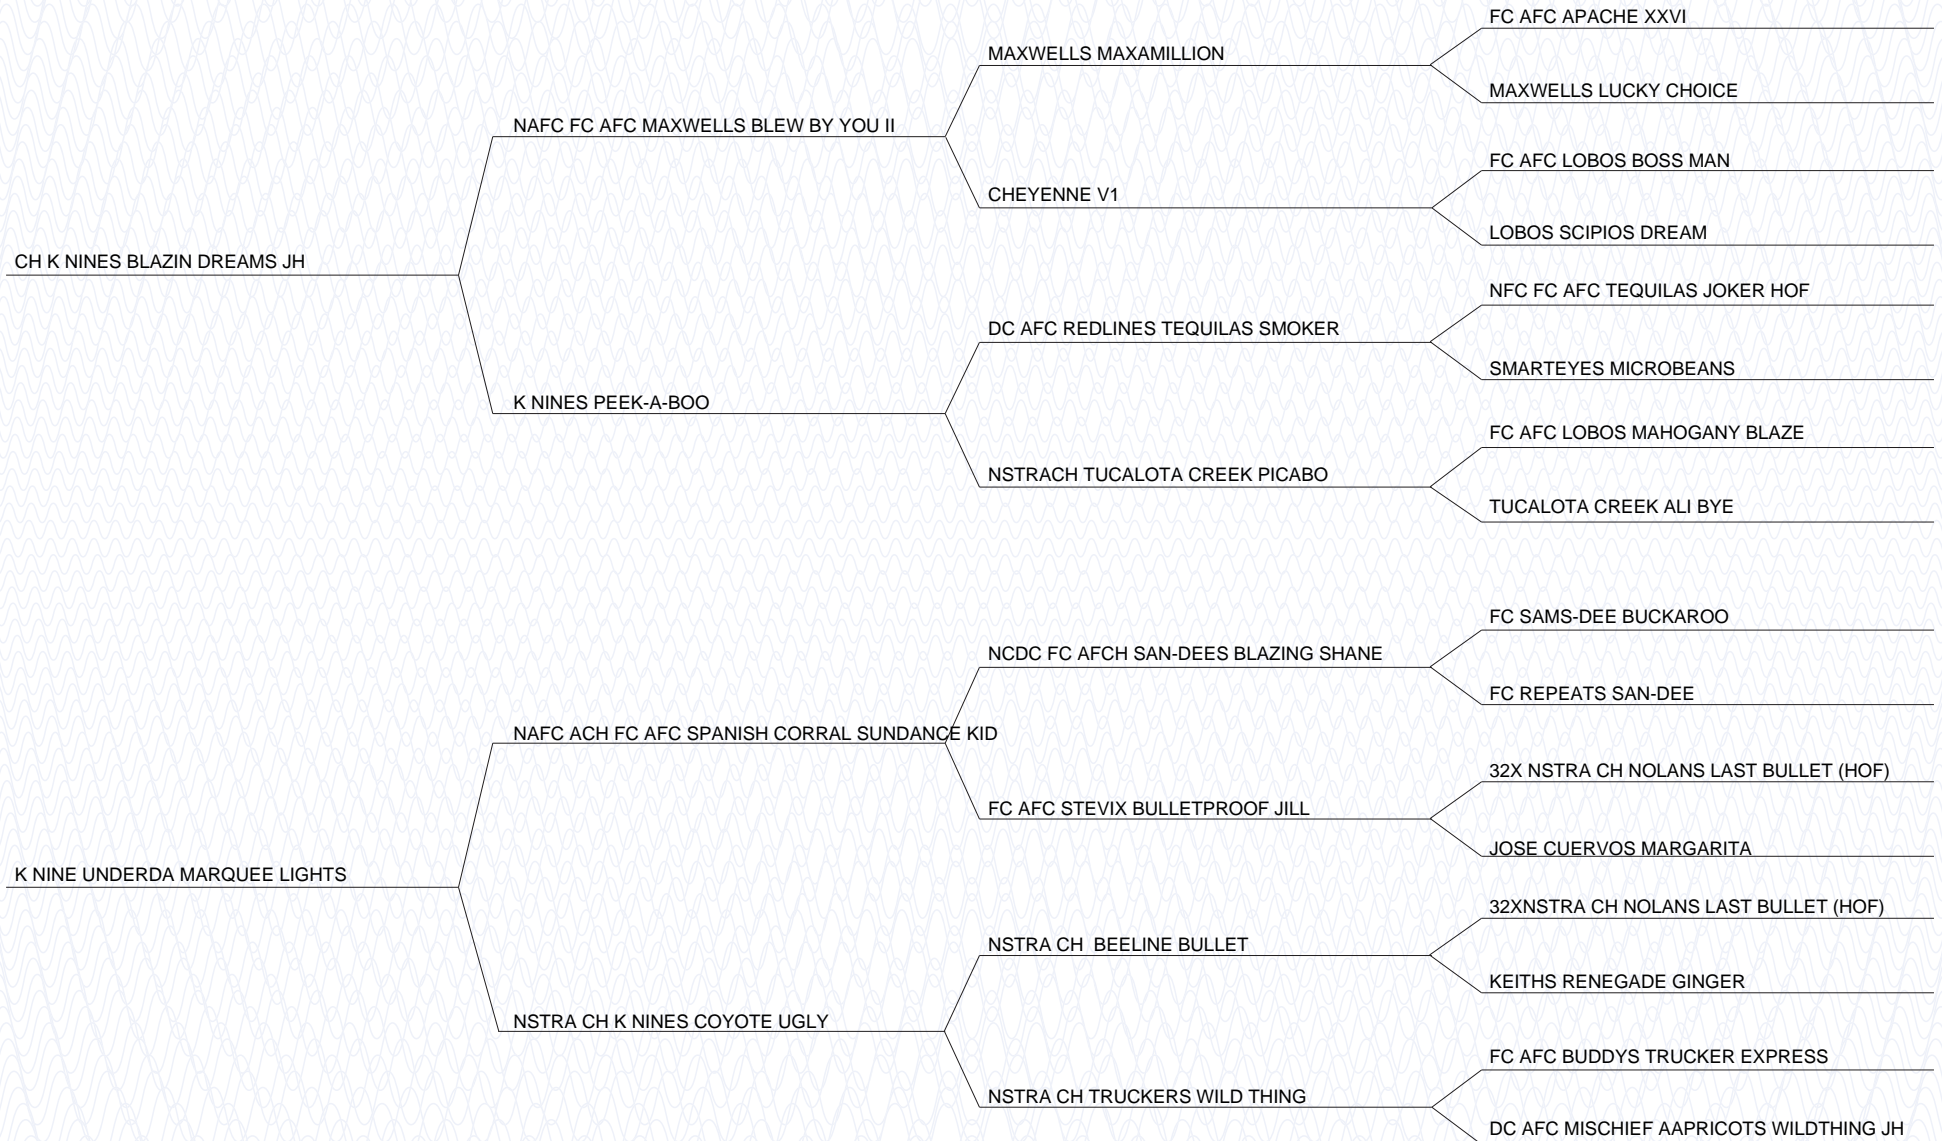 FC AFC APACHE XXVI
MAXWELLS MAXAMILLION
MAXWELLS LUCKY CHOICE
NAFC FC AFC MAXWELLS BLEW BY YOU II
FC AFC LOBOS BOSS MAN
CHEYENNE V1
LOBOS SCIPIOS DREAM
CH K NINES BLAZIN DREAMS JH
NFC FC AFC TEQUILAS JOKER HOF
DC AFC REDLINES TEQUILAS SMOKER
SMARTEYES MICROBEANS
K NINES PEEK-A-BOO
FC AFC LOBOS MAHOGANY BLAZE
NSTRACH TUCALOTA CREEK PICABO
TUCALOTA CREEK ALI BYE
FC SAMS-DEE BUCKAROO
NCDC FC AFCH SAN-DEES BLAZING SHANE
FC REPEATS SAN-DEE
NAFC ACH FC AFC SPANISH CORRAL SUNDANCE KID
32X NSTRA CH NOLANS LAST BULLET (HOF)
FC AFC STEVIX BULLETPROOF JILL
JOSE CUERVOS MARGARITA
K NINE UNDERDA MARQUEE LIGHTS
32XNSTRA CH NOLANS LAST BULLET (HOF)
NSTRA CH  BEELINE BULLET
KEITHS RENEGADE GINGER
NSTRA CH K NINES COYOTE UGLY
FC AFC BUDDYS TRUCKER EXPRESS
NSTRA CH TRUCKERS WILD THING
DC AFC MISCHIEF AAPRICOTS WILDTHING JH